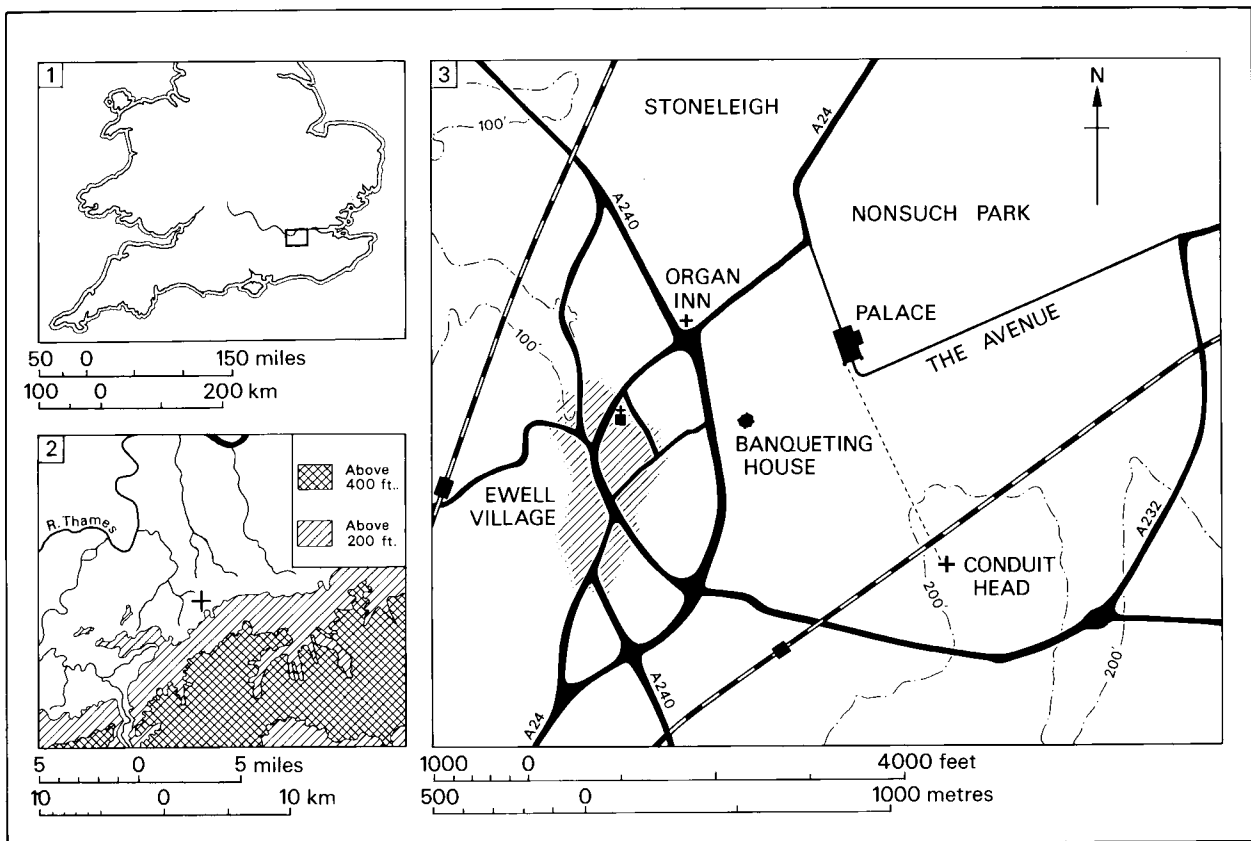 1
50 0 150 miles
100 0 200 km
2
Above
400 ft..
Above
200 ft.
R. Thames
5 0 5 miles
10 0 10 km
3
N
100'
STONELEIGH
A24
A240
NONSUCH PARK
ORGAN
INN
100'
PALACE
THE AVENUE
BANQUETING
HOUSE
EWELL
VILLAGE
A232
CONDUIT
HEAD
200'
200'
A240
A24
1000 0 4000 feet
500 0 1000 metres